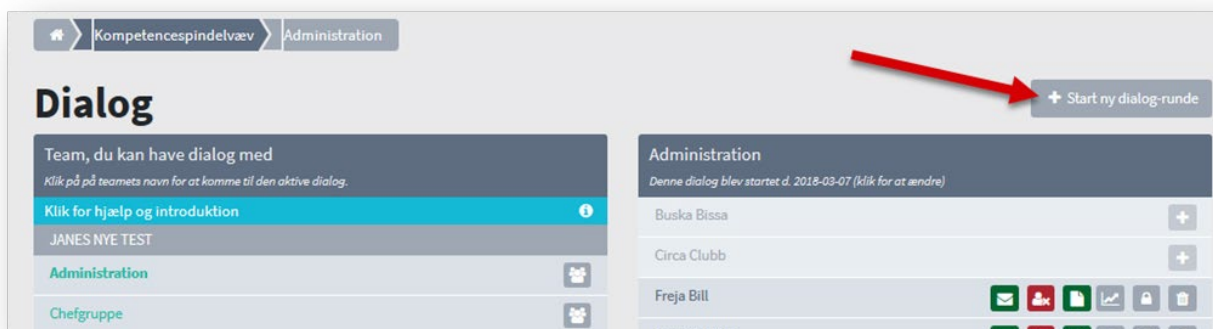 Kompetencespindelvæv Administration
Dialog
+ Start ny dialog-runde
Team, du kan have dialog med
Klik på på teamets navn for at komme til den aktive dialog.
Klik for hjælp og introduktion
JANES NYE TEST
Administration
Chefgruppe
Administration
Denne dialog blev startet d. 2018-03-07 (klik for at ændre)
Buska Bissa
Circa Clubb
Freja Bill